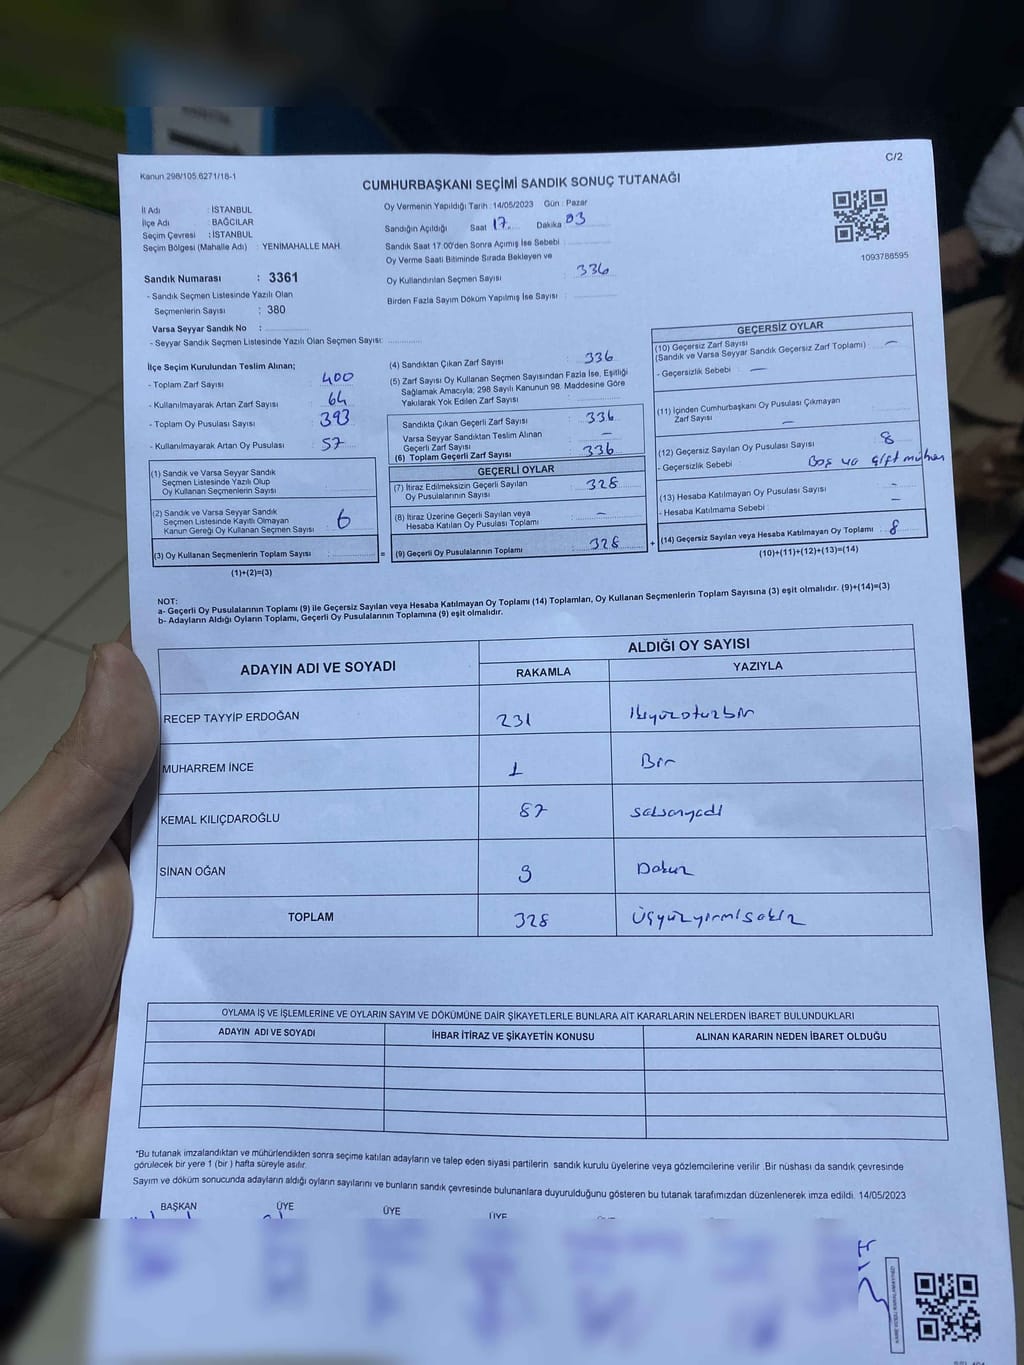 C/2
Kanun 298/105 6271/18-1
CUMHURBAŞKANI SEÇİMİ SANDIK SONUÇ TUTANAĞI
1093786595
İl Adı : İSTANBUL
İlçe Adı : BAĞCILAR
Seçim Çevresi : İSTANBUL
Seçim Bölgesi (Mahalle Adı) : YENİMAHALLE MAH.
Sandık Numarası : 3361
- Sandık Seçmen Listesinde Yazılı Olan
Seçmenlerin Sayısı : 380
Varsa Seyyar Sandık No :
- Seyyar Sandık Seçmen Listesinde Yazılı Olan Seçmen Sayısı:
Oy Vermenin Yapıldığı Tarih : 14/05/2023 Gün : Pazar
Sandığın Açıldığı Saat 17 Dakika 03
Sandık Saat 17.00'den Sonra Açımış İse Sebebi :
Oy Verme Saati Bitiminde Sırada Bekleyen ve
Oy Kullandırılan Seçmen Sayısı : 336
Birden Fazla Sayım Döküm Yapılmış İse Sayısı :
İlçe Seçim Kurulundan Teslim Alınan;
- Toplam Zarf Sayısı : 400
- Kullanılmayarak Artan Zarf Sayısı : 64
- Toplam Oy Pusulası Sayısı : 393
- Kullanılmayarak Artan Oy Pusulası : 57
(1) Sandık ve Varsa Seyyar Sandık
Seçmen Listesinde Yazılı Olup
Oy Kullanan Seçmenlerin Sayısı :
(2) Sandık ve Varsa Seyyar Sandık
Seçmen Listesinde Kayıtlı Olmayan
Kanun Gereği Oy Kullanan Seçmen Sayısı : 6
(3) Oy Kullanan Seçmenlerin Toplam Sayısı : =
(1)+(2)=(3)
(4) Sandıktan Çıkan Zarf Sayısı : 336
(5) Zarf Sayısı Oy Kullanan Seçmen Sayısından Fazla İse, Eşitliği
Sağlamak Amacıyla; 298 Sayılı Kanunun 98. Maddesine Göre
Yakılarak Yok Edilen Zarf Sayısı :
Sandıkta Çıkan Geçerli Zarf Sayısı : 336
Varsa Seyyar Sandıktan Teslim Alınan
Geçerli Zarf Sayısı : —
(6) Toplam Geçerli Zarf Sayısı : 336
GEÇERLİ OYLAR
(7) İtiraz Edilmeksizin Geçerli Sayılan
Oy Pusulalarının Sayısı : 328
(8) İtiraz Üzerine Geçerli Sayılan veya
Hesaba Katılan Oy Pusulası Toplamı : —
(9) Geçerli Oy Pusulalarının Toplamı : 328 +
GEÇERSİZ OYLAR
(10) Geçersiz Zarf Sayısı : —
(Sandık ve Varsa Seyyar Sandık Geçersiz Zarf Toplamı)
- Geçersizlik Sebebi : —
(11) İçinden Cumhurbaşkanı Oy Pusulası Çıkmayan
Zarf Sayısı : —
(12) Geçersiz Sayılan Oy Pusulası Sayısı : 8
- Geçersizlik Sebebi : Boş ya çift mühür
(13) Hesaba Katılmayan Oy Pusulası Sayısı : —
- Hesaba Katılmama Sebebi : —
(14) Geçersiz Sayılan veya Hesaba Katılmayan Oy Toplamı : 8
(10)+(11)+(12)+(13)=(14)
NOT:
a- Geçerli Oy Pusulalarının Toplamı (9) ile Geçersiz Sayılan veya Hesaba Katılmayan Oy Toplamı (14) Toplamları, Oy Kullanan Seçmenlerin Toplam Sayısına (3) eşit olmalıdır. (9)+(14)=(3)
b- Adayların Aldığı Oyların Toplamı, Geçerli Oy Pusulalarının Toplamına (9) eşit olmalıdır.
ADAYIN ADI VE SOYADI
ALDIĞI OY SAYISI
RAKAMLA YAZIYLA
RECEP TAYYİP ERDOĞAN 231 ikiyüzotuzbir
MUHARREM İNCE 1 Bir
KEMAL KILIÇDAROĞLU 87 seksenyedi
SİNAN OĞAN 9 Dokuz
TOPLAM 328 Üçyüzyirmisekiz
OYLAMA İŞ VE İŞLEMLERİNE VE OYLARIN SAYIM VE DÖKÜMÜNE DAİR ŞİKAYETLERLE BUNLARA AİT KARARLARIN NELERDEN İBARET BULUNDUKLARI
ADAYIN ADI VE SOYADI İHBAR İTİRAZ VE ŞİKAYETİN KONUSU ALINAN KARARIN NEDEN İBARET OLDUĞU
*Bu tutanak imzalandıktan ve mühürlendikten sonra seçime katılan adayların ve talep eden siyasi partilerin sandık kurulu üyelerine veya gözlemcilerine verilir .Bir nüshası da sandık çevresinde
görülecek bir yere 1 (bir ) hafta süreyle asılır.
Sayım ve döküm sonucunda adayların aldığı oyların sayılarını ve bunların sandık çevresinde bulunanlara duyurulduğunu gösteren bu tutanak tarafımızdan düzenlenerek imza edildi. 14/05/2023
BAŞKAN ÜYE ÜYE ÜYE